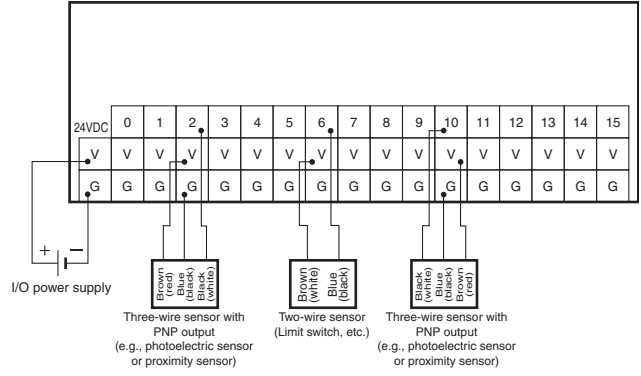 24VDC 0 1 2 3 4 5 6 7 8 9 10 11 12 13 14 15
V V V V V V V V V V V V V V V V V
G G G G G G G G G G G G G G G G G
+ −
I/O power supply
Brown
(red)
Blue
(black)
Black
(white)
Three-wire sensor with
PNP output
(e.g., photoelectric sensor
or proximity sensor)
Brown
(white)
Blue
(black)
Two-wire sensor
(Limit switch, etc.)
Black
(white)
Blue
(black)
Brown
(red)
Three-wire sensor with
PNP output
(e.g., photoelectric sensor
or proximity sensor)